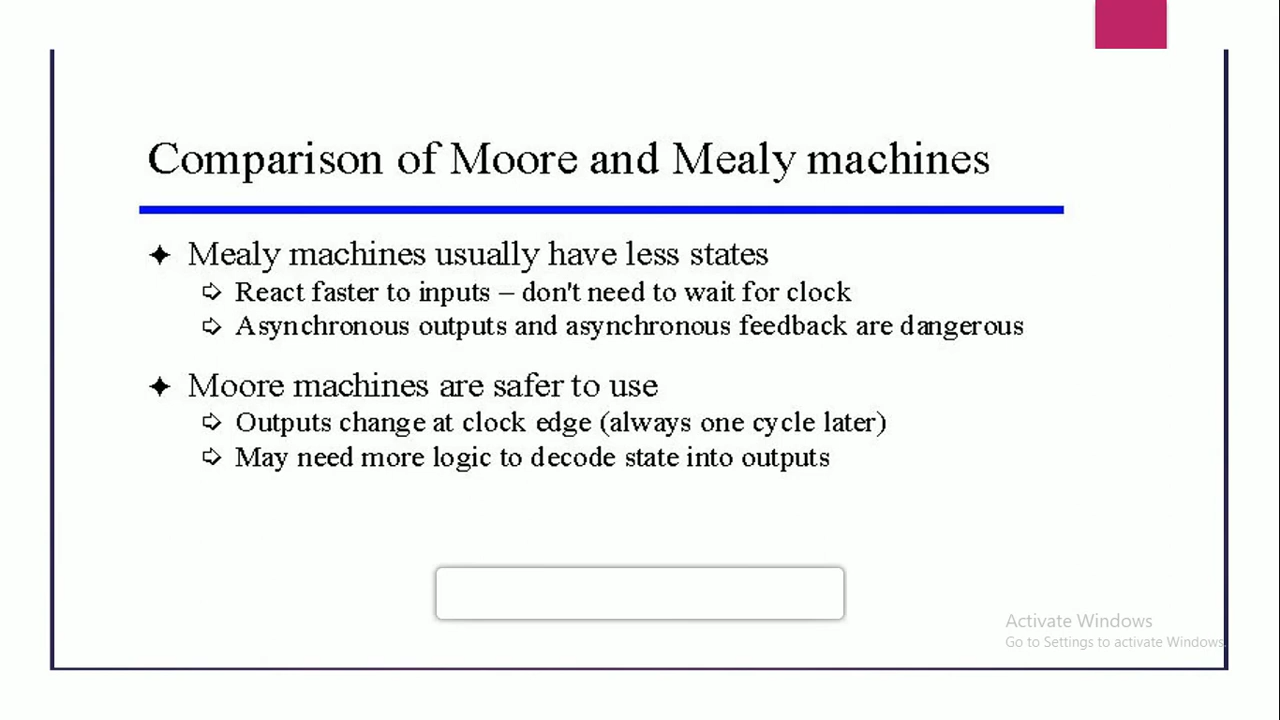 Comparison of Moore and Mealy machines
Mealy machines usually have less states
React faster to inputs – don't need to wait for clock
Asynchronous outputs and asynchronous feedback are dangerous
Moore machines are safer to use
Outputs change at clock edge (always one cycle later)
May need more logic to decode state into outputs
Activate Windows
Go to Settings to activate Windows.